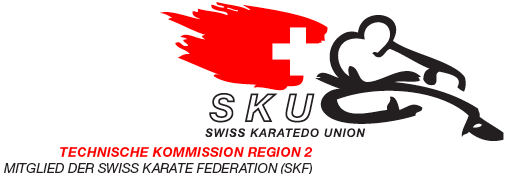 SKU
SWISS KARATEDO UNION
TECHNISCHE KOMMISSION REGION 2
MITGLIED DER SWISS KARATE FEDERATION (SKF)